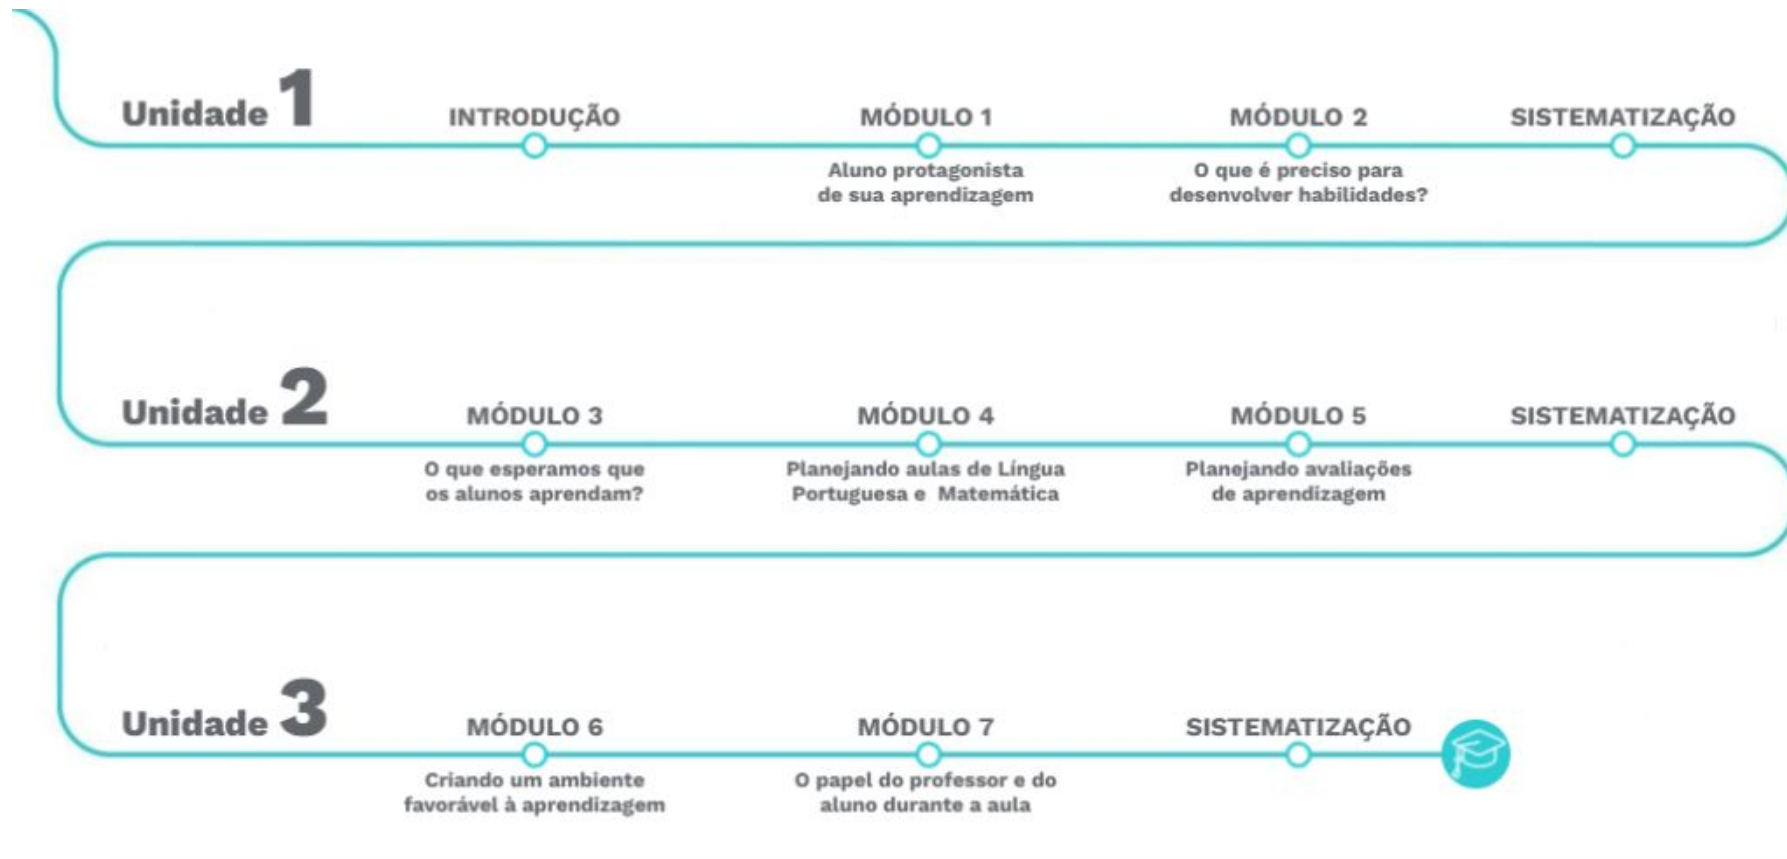 Unidade 1
INTRODUÇÃO
MÓDULO 1
Aluno protagonista
de sua aprendizagem
MÓDULO 2
O que é preciso para
desenvolver habilidades?
SISTEMATIZAÇÃO
Unidade 2
MÓDULO 3
O que esperamos que
os alunos aprendam?
MÓDULO 4
Planejando aulas de Língua
Portuguesa e Matemática
MÓDULO 5
Planejando avaliações
de aprendizagem
SISTEMATIZAÇÃO
Unidade 3
MÓDULO 6
Criando um ambiente
favorável à aprendizagem
MÓDULO 7
O papel do professor e do
aluno durante a aula
SISTEMATIZAÇÃO